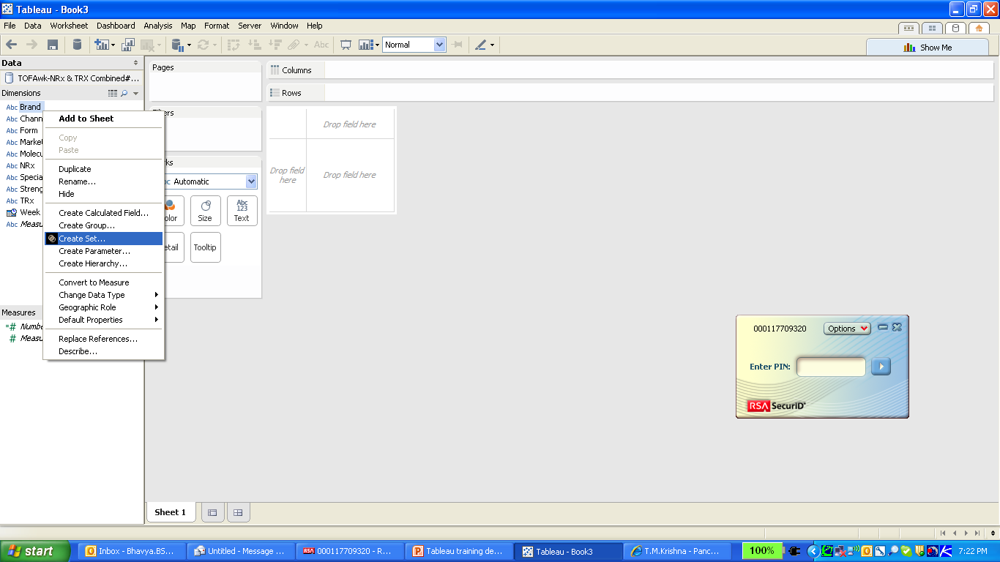 Tableau - Book3
File Data Worksheet Dashboard Analysis Map Format Server Window Help
Abc Normal Show Me
Data
TOFAwk-NRx & TRX Combined#...
Dimensions
Abc Brand
Abc Chann
Abc Form
Abc Market
Abc Molecu
Abc NRx
Abc Specia
Abc Streng
Abc TRx
Week
Abc Measu
Measures
=# Numbe
# Measu
Add to Sheet
Copy
Paste
Duplicate
Rename...
Hide
Create Calculated Field...
Create Group...
Create Set...
Create Parameter...
Create Hierarchy...
Convert to Measure
Change Data Type
Geographic Role
Default Properties
Replace References...
Describe...
Pages
Filters
rks
bc Automatic
olor Size Abc 123 Text
etail Tooltip
Columns
Rows
Drop field here
Drop field
here
Drop field here
000117709320 Options
Enter PIN:
RSA SecurID
Sheet 1
start Inbox - Bhavya.BS... Untitled - Message ... RSA 000117709320 - R... Tableau training de... Tableau - Book3 T.M.Krishna - Panc... 100% 7:22 PM